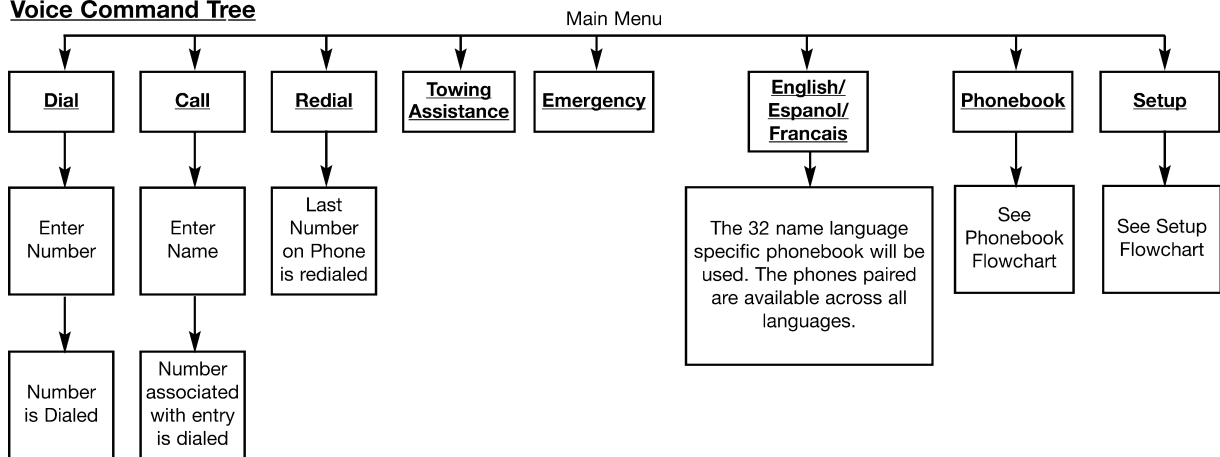 Voice Command Tree
Main Menu
Dial
Call
Redial
Towing
Assistance
Emergency
English/
Espanol/
Francais
Phonebook
Setup
Enter
Number
Enter
Name
Last
Number
on Phone
is redialed
The 32 name language
specific phonebook will be
used. The phones paired
are available across all
languages.
See
Phonebook
Flowchart
See Setup
Flowchart
Number
is Dialed
Number
associated
with entry
is dialed